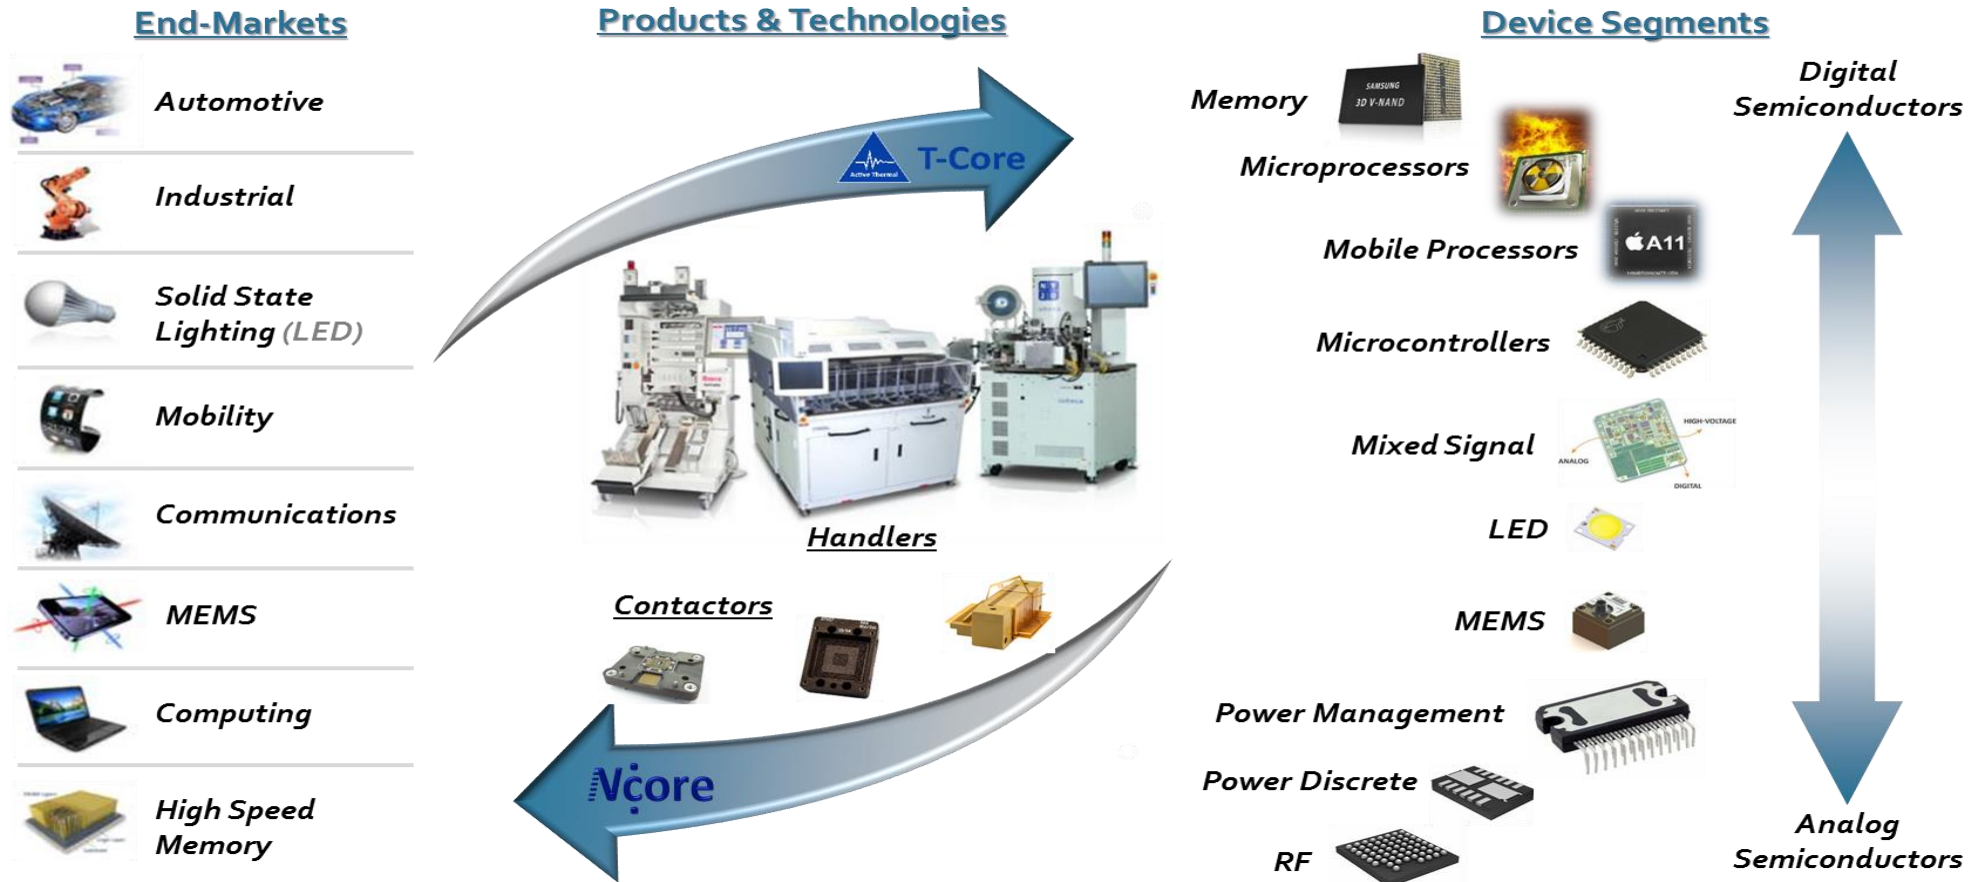 End-Markets
Automotive
Industrial
Solid State
Lighting (LED)
Mobility
Communications
MEMS
Computing
High Speed
Memory
Products & Technologies
Active Thermal
T-Core
Handlers
Contactors
Ncore
Device Segments
Memory
SAMSUNG
3D V-NAND
Microprocessors
Mobile Processors
A11
Microcontrollers
Mixed Signal
HIGH-VOLTAGE
ANALOG
DIGITAL
LED
MEMS
Power Management
Power Discrete
RF
Digital
Semiconductors
Analog
Semiconductors